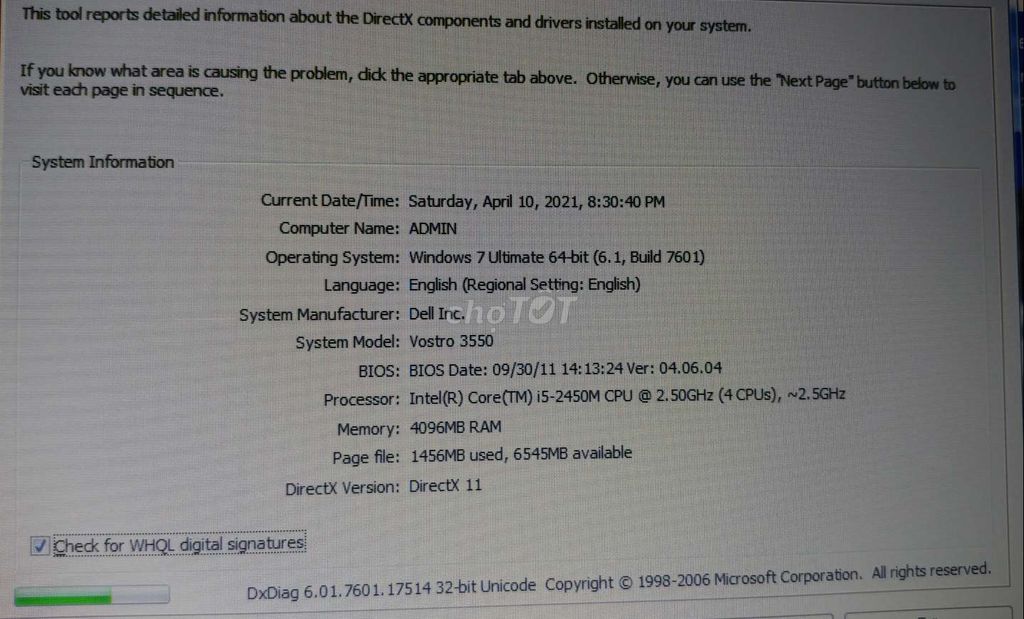 This tool reports detailed information about the DirectX components and drivers installed on your system.
If you know what area is causing the problem, click the appropriate tab above. Otherwise, you can use the "Next Page" button below to
visit each page in sequence.
System Information
Current Date/Time: Saturday, April 10, 2021, 8:30:40 PM
Computer Name: ADMIN
Operating System: Windows 7 Ultimate 64-bit (6.1, Build 7601)
Language: English (Regional Setting: English)
chợTỐT
System Manufacturer: Dell Inc.
System Model: Vostro 3550
BIOS: BIOS Date: 09/30/11 14:13:24 Ver: 04.06.04
Processor: Intel(R) Core(TM) i5-2450M CPU @ 2.50GHz (4 CPUs), ~2.5GHz
Memory: 4096MB RAM
Page file: 1456MB used, 6545MB available
DirectX Version: DirectX 11
Check for WHQL digital signatures
DxDiag 6.01.7601.17514 32-bit Unicode Copyright © 1998-2006 Microsoft Corporation. All rights reserved.